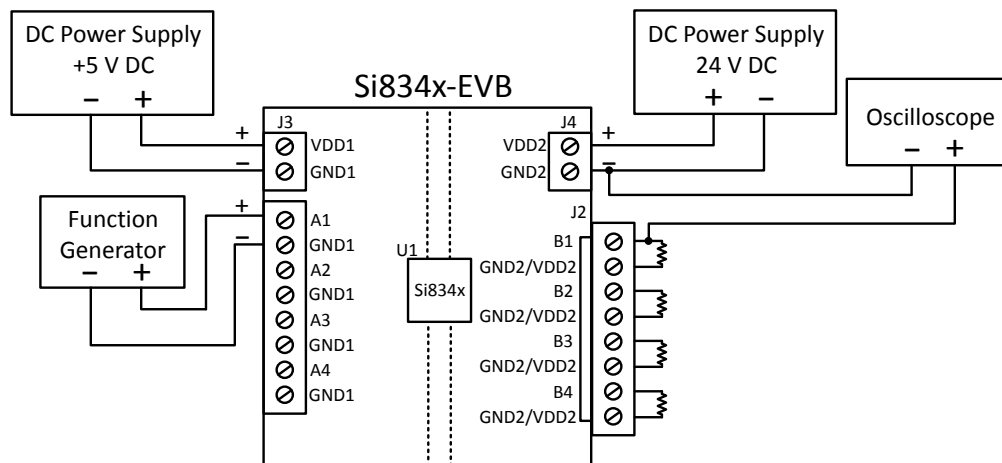 DC Power Supply
+5 V DC
− +
DC Power Supply
24 V DC
+ −
Si834x-EVB
Oscilloscope
− +
J3
+ VDD1
− GND1
J4
VDD2 +
GND2 −
Function
Generator
− +
+ A1
− GND1
A2
GND1
A3
GND1
A4
GND1
U1
Si834x
J2
B1
GND2/VDD2
B2
GND2/VDD2
B3
GND2/VDD2
B4
GND2/VDD2